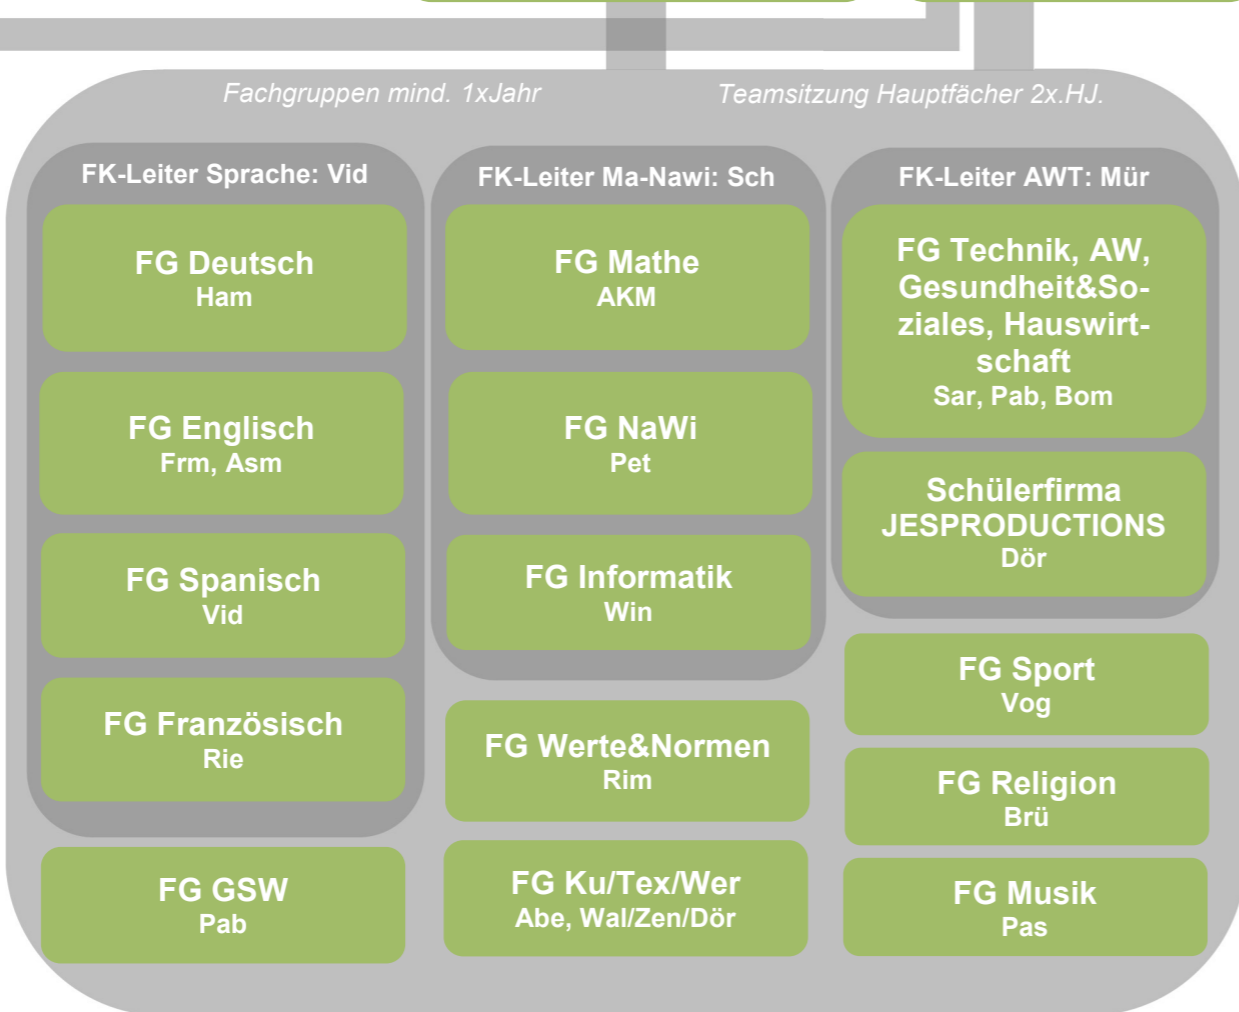 Fachgruppen mind. 1xJahr
Teamsitzung Hauptfächer 2x.HJ.
FK-Leiter Sprache: Vid
FG Deutsch
Ham
FG Englisch
Frm, Asm
FG Spanisch
Vid
FG Französisch
Rie
FG GSW
Pab
FK-Leiter Ma-Nawi: Sch
FG Mathe
AKM
FG NaWi
Pet
FG Informatik
Win
FG Werte&Normen
Rim
FG Ku/Tex/Wer
Abe, Wal/Zen/Dör
FK-Leiter AWT: Mür
FG Technik, AW,
Gesundheit&So-
ziales, Hauswirt-
schaft
Sar, Pab, Bom
Schülerfirma
JESPRODUCTIONS
Dör
FG Sport
Vog
FG Religion
Brü
FG Musik
Pas